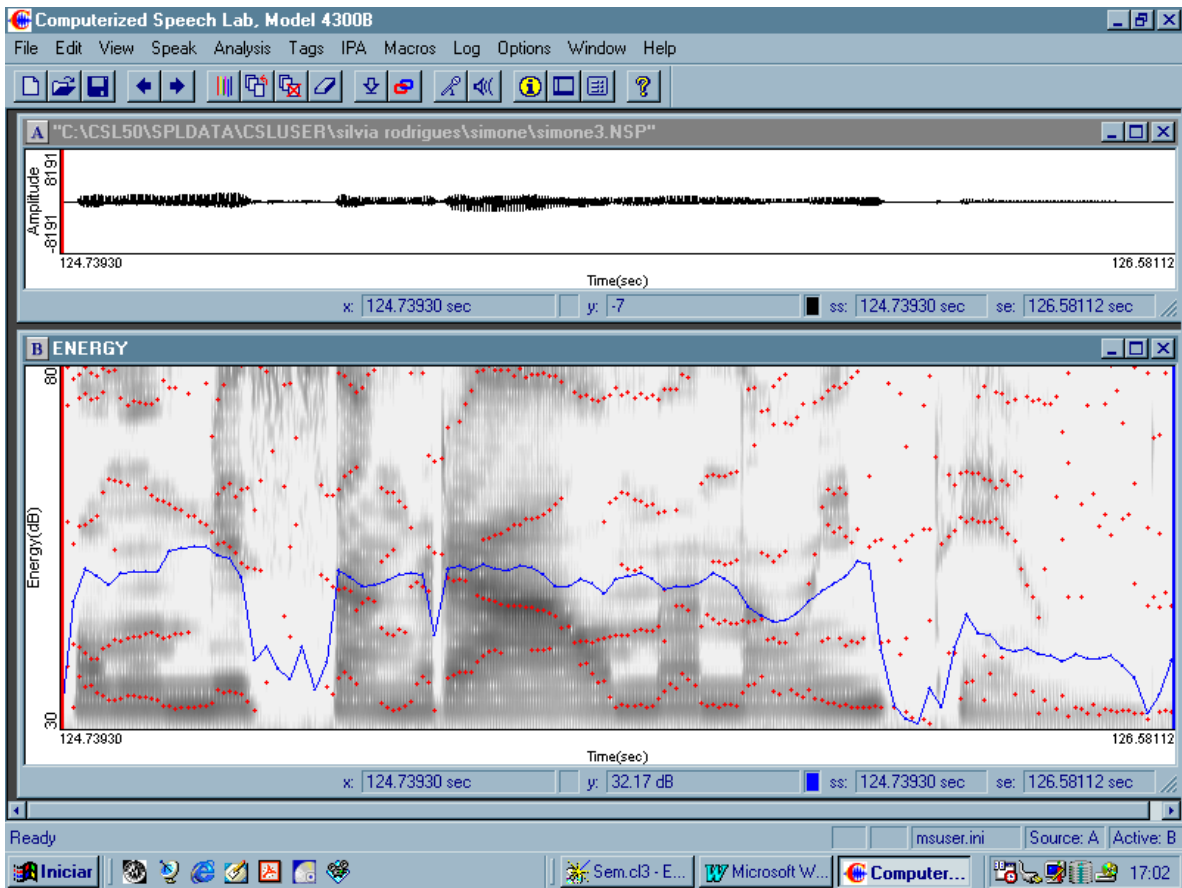 Computerized Speech Lab, Model 4300B
File Edit View Speak Analysis Tags IPA Macros Log Options Window Help
A "C:\CSL50\SPLDATA\CSLUSER\silvia rodrigues\simone\simone3.NSP"
Amplitude
8191
-8191
124.73930 126.58112
Time(sec)
x: 124.73930 sec y: -7 ss: 124.73930 sec se: 126.58112 sec
B ENERGY
80
Energy(dB)
30
124.73930 126.58112
Time(sec)
x: 124.73930 sec y: 32.17 dB ss: 124.73930 sec se: 126.58112 sec
Ready msuser.ini Source: A Active: B
Iniciar Sem.cl3 - E... Microsoft W... Computer... 17:02